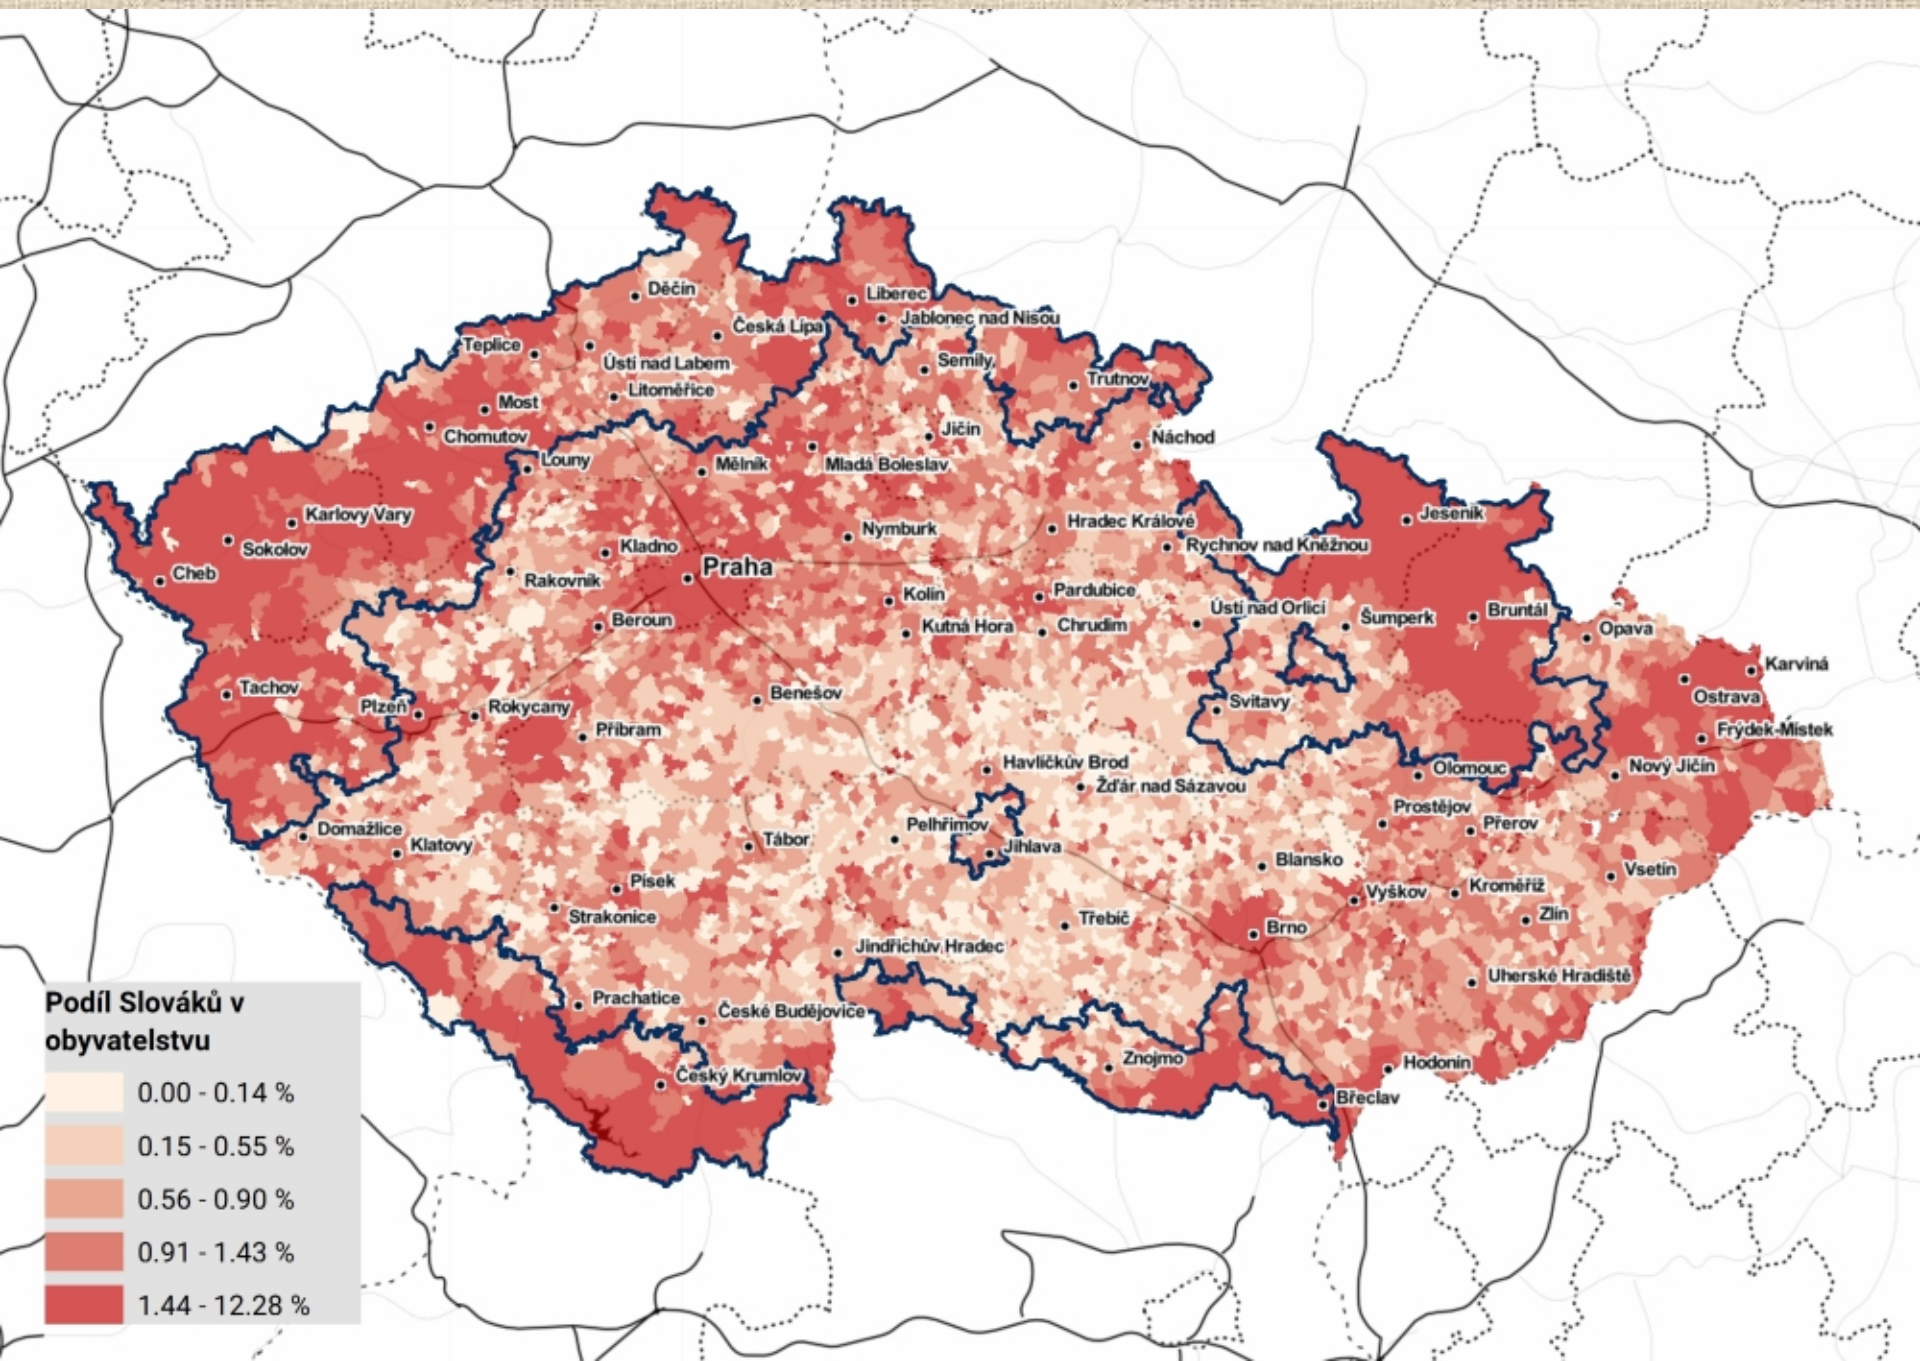 Děčín
Liberec
Jablonec nad Nisou
Česká Lípa
Teplice
Ústí nad Labem
Semily
Litoměřice
Trutnov
Most
Chomutov
Jičín
Náchod
Louny
Mělník
Mladá Boleslav
Karlovy Vary
Jeseník
Hradec Králové
Nymburk
Sokolov
Kladno
Rychnov nad Kněžnou
Cheb
Rakovník
Praha
Kolín
Pardubice
Ústí nad Orlicí
Bruntál
Beroun
Kutná Hora
Chrudim
Šumperk
Opava
Karviná
Tachov
Benešov
Ostrava
Plzeň
Rokycany
Svitavy
Příbram
Frýdek-Místek
Havlíčkův Brod
Olomouc
Nový Jičín
Žďár nad Sázavou
Prostějov
Pelhřimov
Přerov
Domažlice
Klatovy
Tábor
Jihlava
Blansko
Vsetín
Písek
Vyškov
Kroměříž
Strakonice
Třebíč
Zlín
Brno
Jindřichův Hradec
Uherské Hradiště
Prachatice
České Budějovice
Znojmo
Hodonín
Český Krumlov
Břeclav
Podíl Slováků v
obyvatelstvu
0.00 - 0.14 %
0.15 - 0.55 %
0.56 - 0.90 %
0.91 - 1.43 %
1.44 - 12.28 %